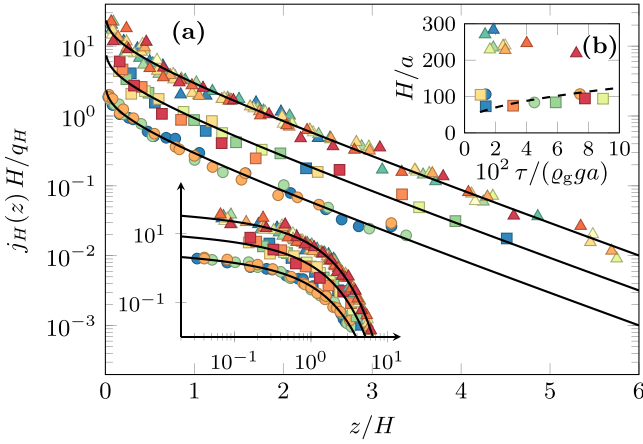 (a)
10¹
10⁰
10⁻¹
10⁻²
10⁻³
j_H(z) H/q_H
0 1 2 3 4 5 6
z/H
10¹
10⁻¹
10⁻¹ 10⁰ 10¹
(b)
300
200
100
0
H/a
0 2 4 6 8 10
10² τ/(ϱ_g ga)